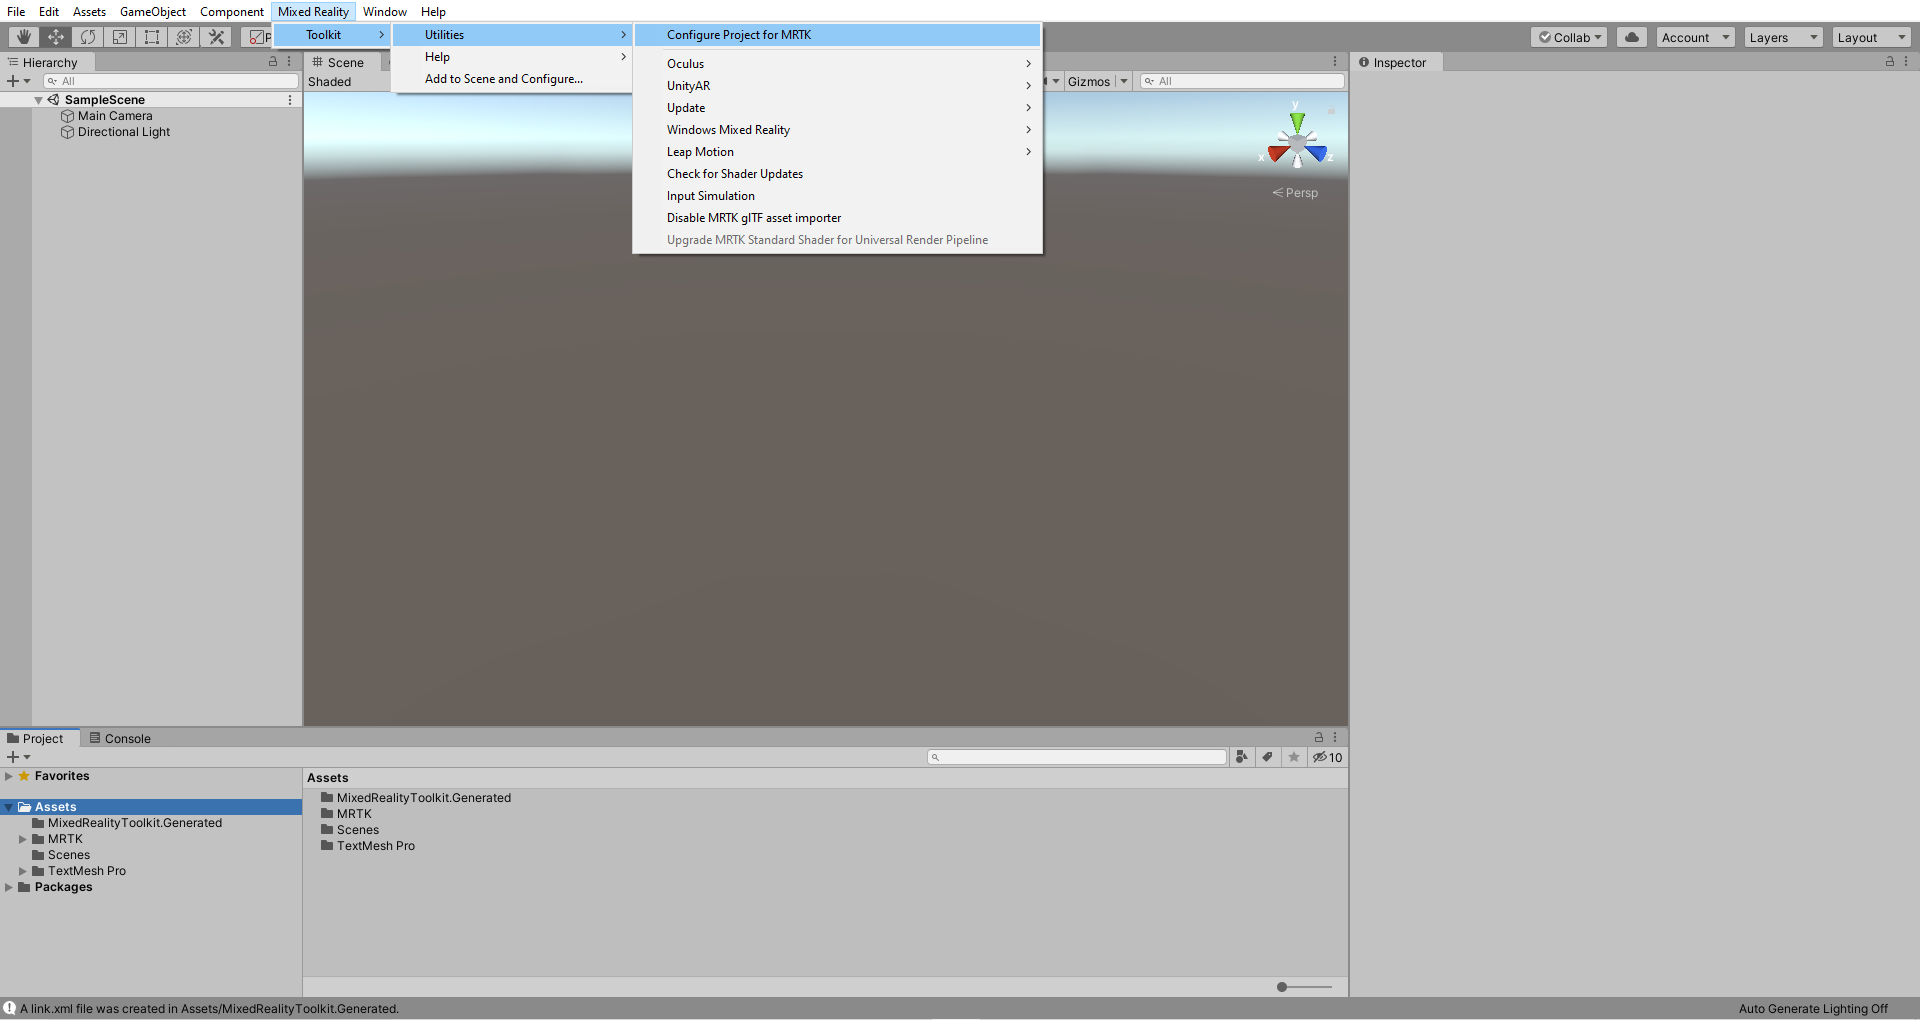 File Edit Assets GameObject Component Mixed Reality Window Help
Toolkit
Utilities
Help
Add to Scene and Configure...
Configure Project for MRTK
Oculus
UnityAR
Update
Windows Mixed Reality
Leap Motion
Check for Shader Updates
Input Simulation
Disable MRTK glTF asset importer
Upgrade MRTK Standard Shader for Universal Render Pipeline
Collab Account Layers Layout
Hierarchy
All
SampleScene
Main Camera
Directional Light
Scene
Shaded
Gizmos
All
y
x
z
Persp
Inspector
Project Console
10
Favorites
Assets
MixedRealityToolkit.Generated
MRTK
Scenes
TextMesh Pro
Packages
Assets
MixedRealityToolkit.Generated
MRTK
Scenes
TextMesh Pro
A link.xml file was created in Assets/MixedRealityToolkit.Generated.
Auto Generate Lighting Off